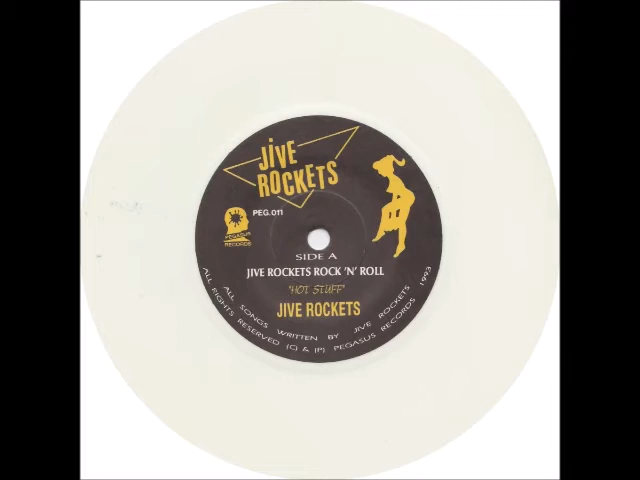 JiVE
ROCKETS
PEG.011
PEGASUS
RECORDS
SIDE A
JIVE ROCKETS ROCK 'N' ROLL
"HOT STUFF"
JIVE ROCKETS
ALL SONGS WRITTEN BY JIVE ROCKETS
ALL RIGHTS RESERVED (C) & (P) PEGASUS RECORDS 1993